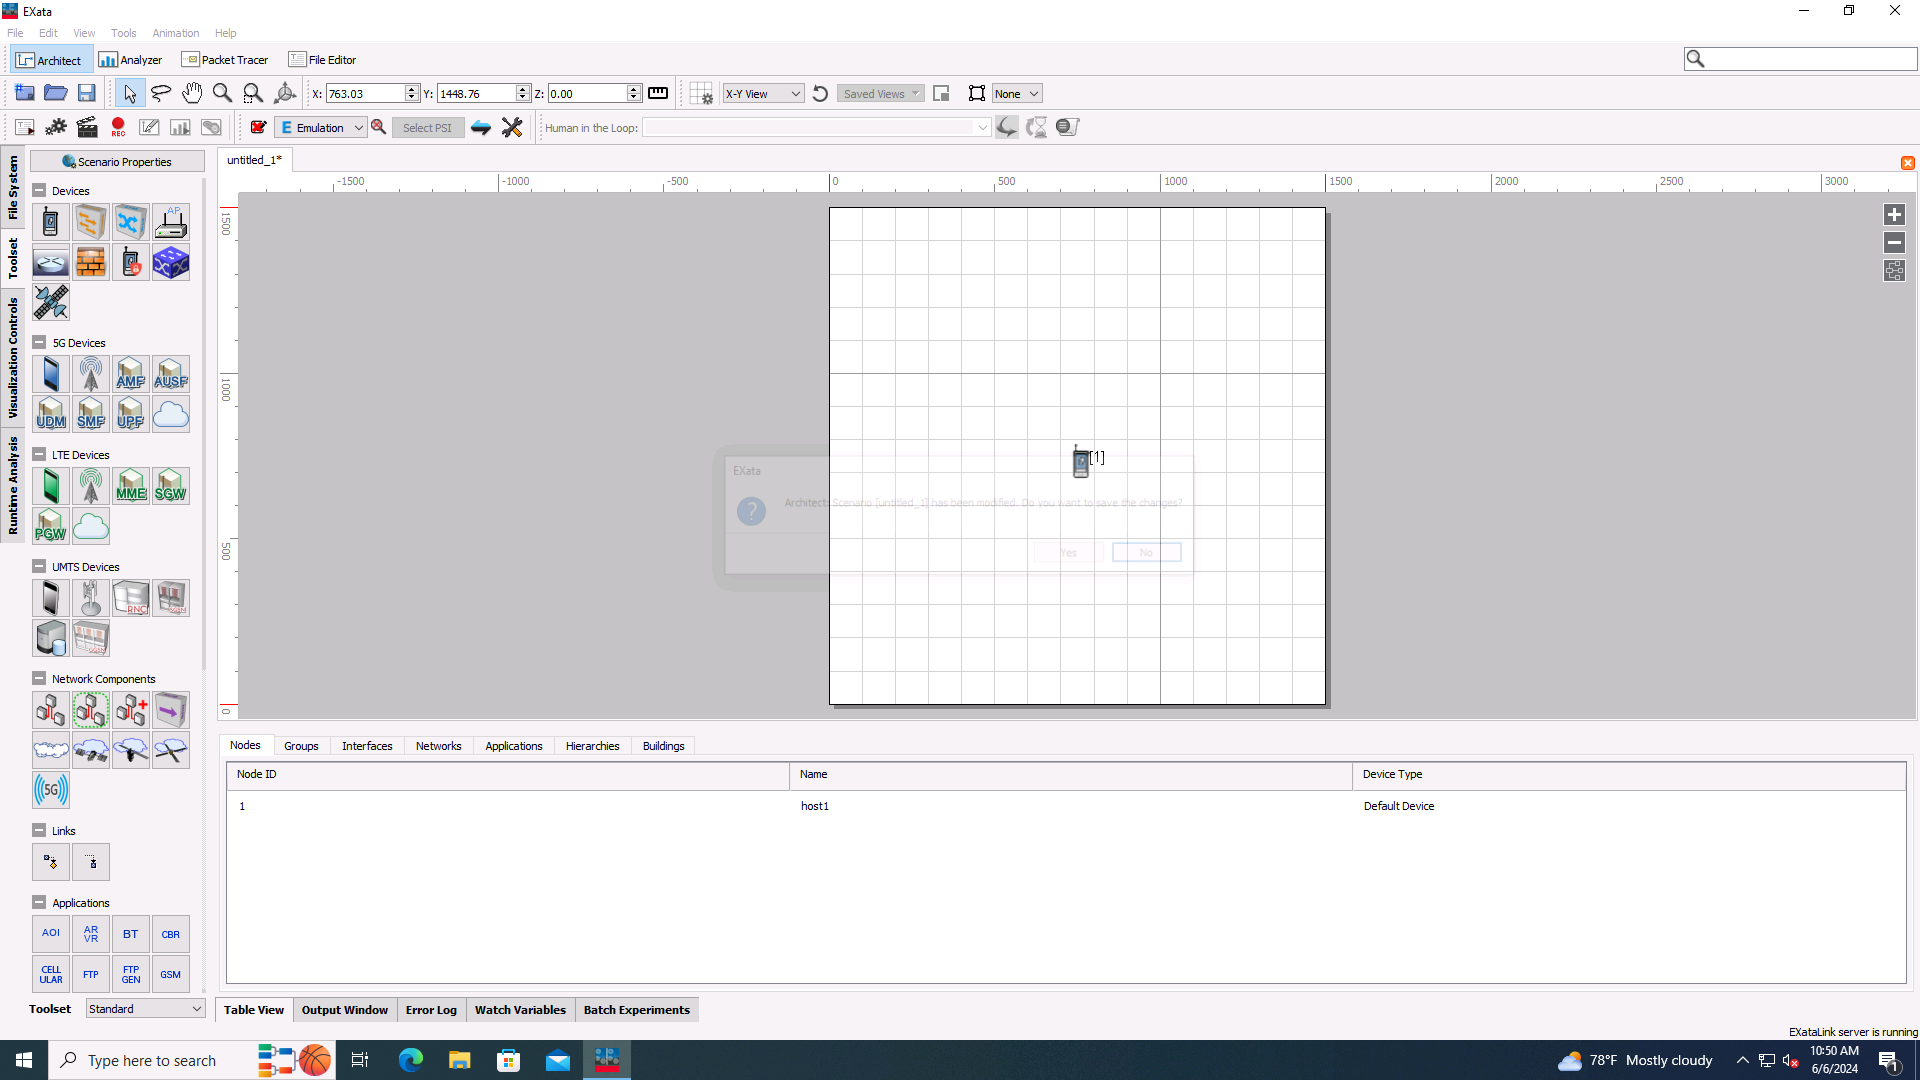 EXata
File Edit View Tools Animation Help
Architect Analyzer Packet Tracer File Editor
X: 763.03 Y: 1448.76 Z: 0.00 X-Y View Saved Views None
REC E Emulation Select PSI Human in the Loop:
File System
Toolset
Visualization Controls
Runtime Analysis
Scenario Properties
Devices
AP
5G Devices
AMF AUSF
UDM SMF UPF
LTE Devices
MME SGW
PGW
UMTS Devices
RNC SGSN
GGSN
Network Components
5G
Links
Applications
AOI AR VR BT CBR
CELL ULAR FTP FTP GEN GSM
Toolset Standard
untitled_1*
-1500 -1000 -500 0 500 1000 1500 2000 2500 3000
1500
1000
500
0
[1]
EXata
Architect: Scenario [untitled_1] has been modified. Do you want to save the changes?
Yes No
Nodes Groups Interfaces Networks Applications Hierarchies Buildings
Node ID Name Device Type
1 host1 Default Device
Table View Output Window Error Log Watch Variables Batch Experiments
EXataLink server is running
Type here to search
78°F Mostly cloudy
10:50 AM
6/6/2024
1